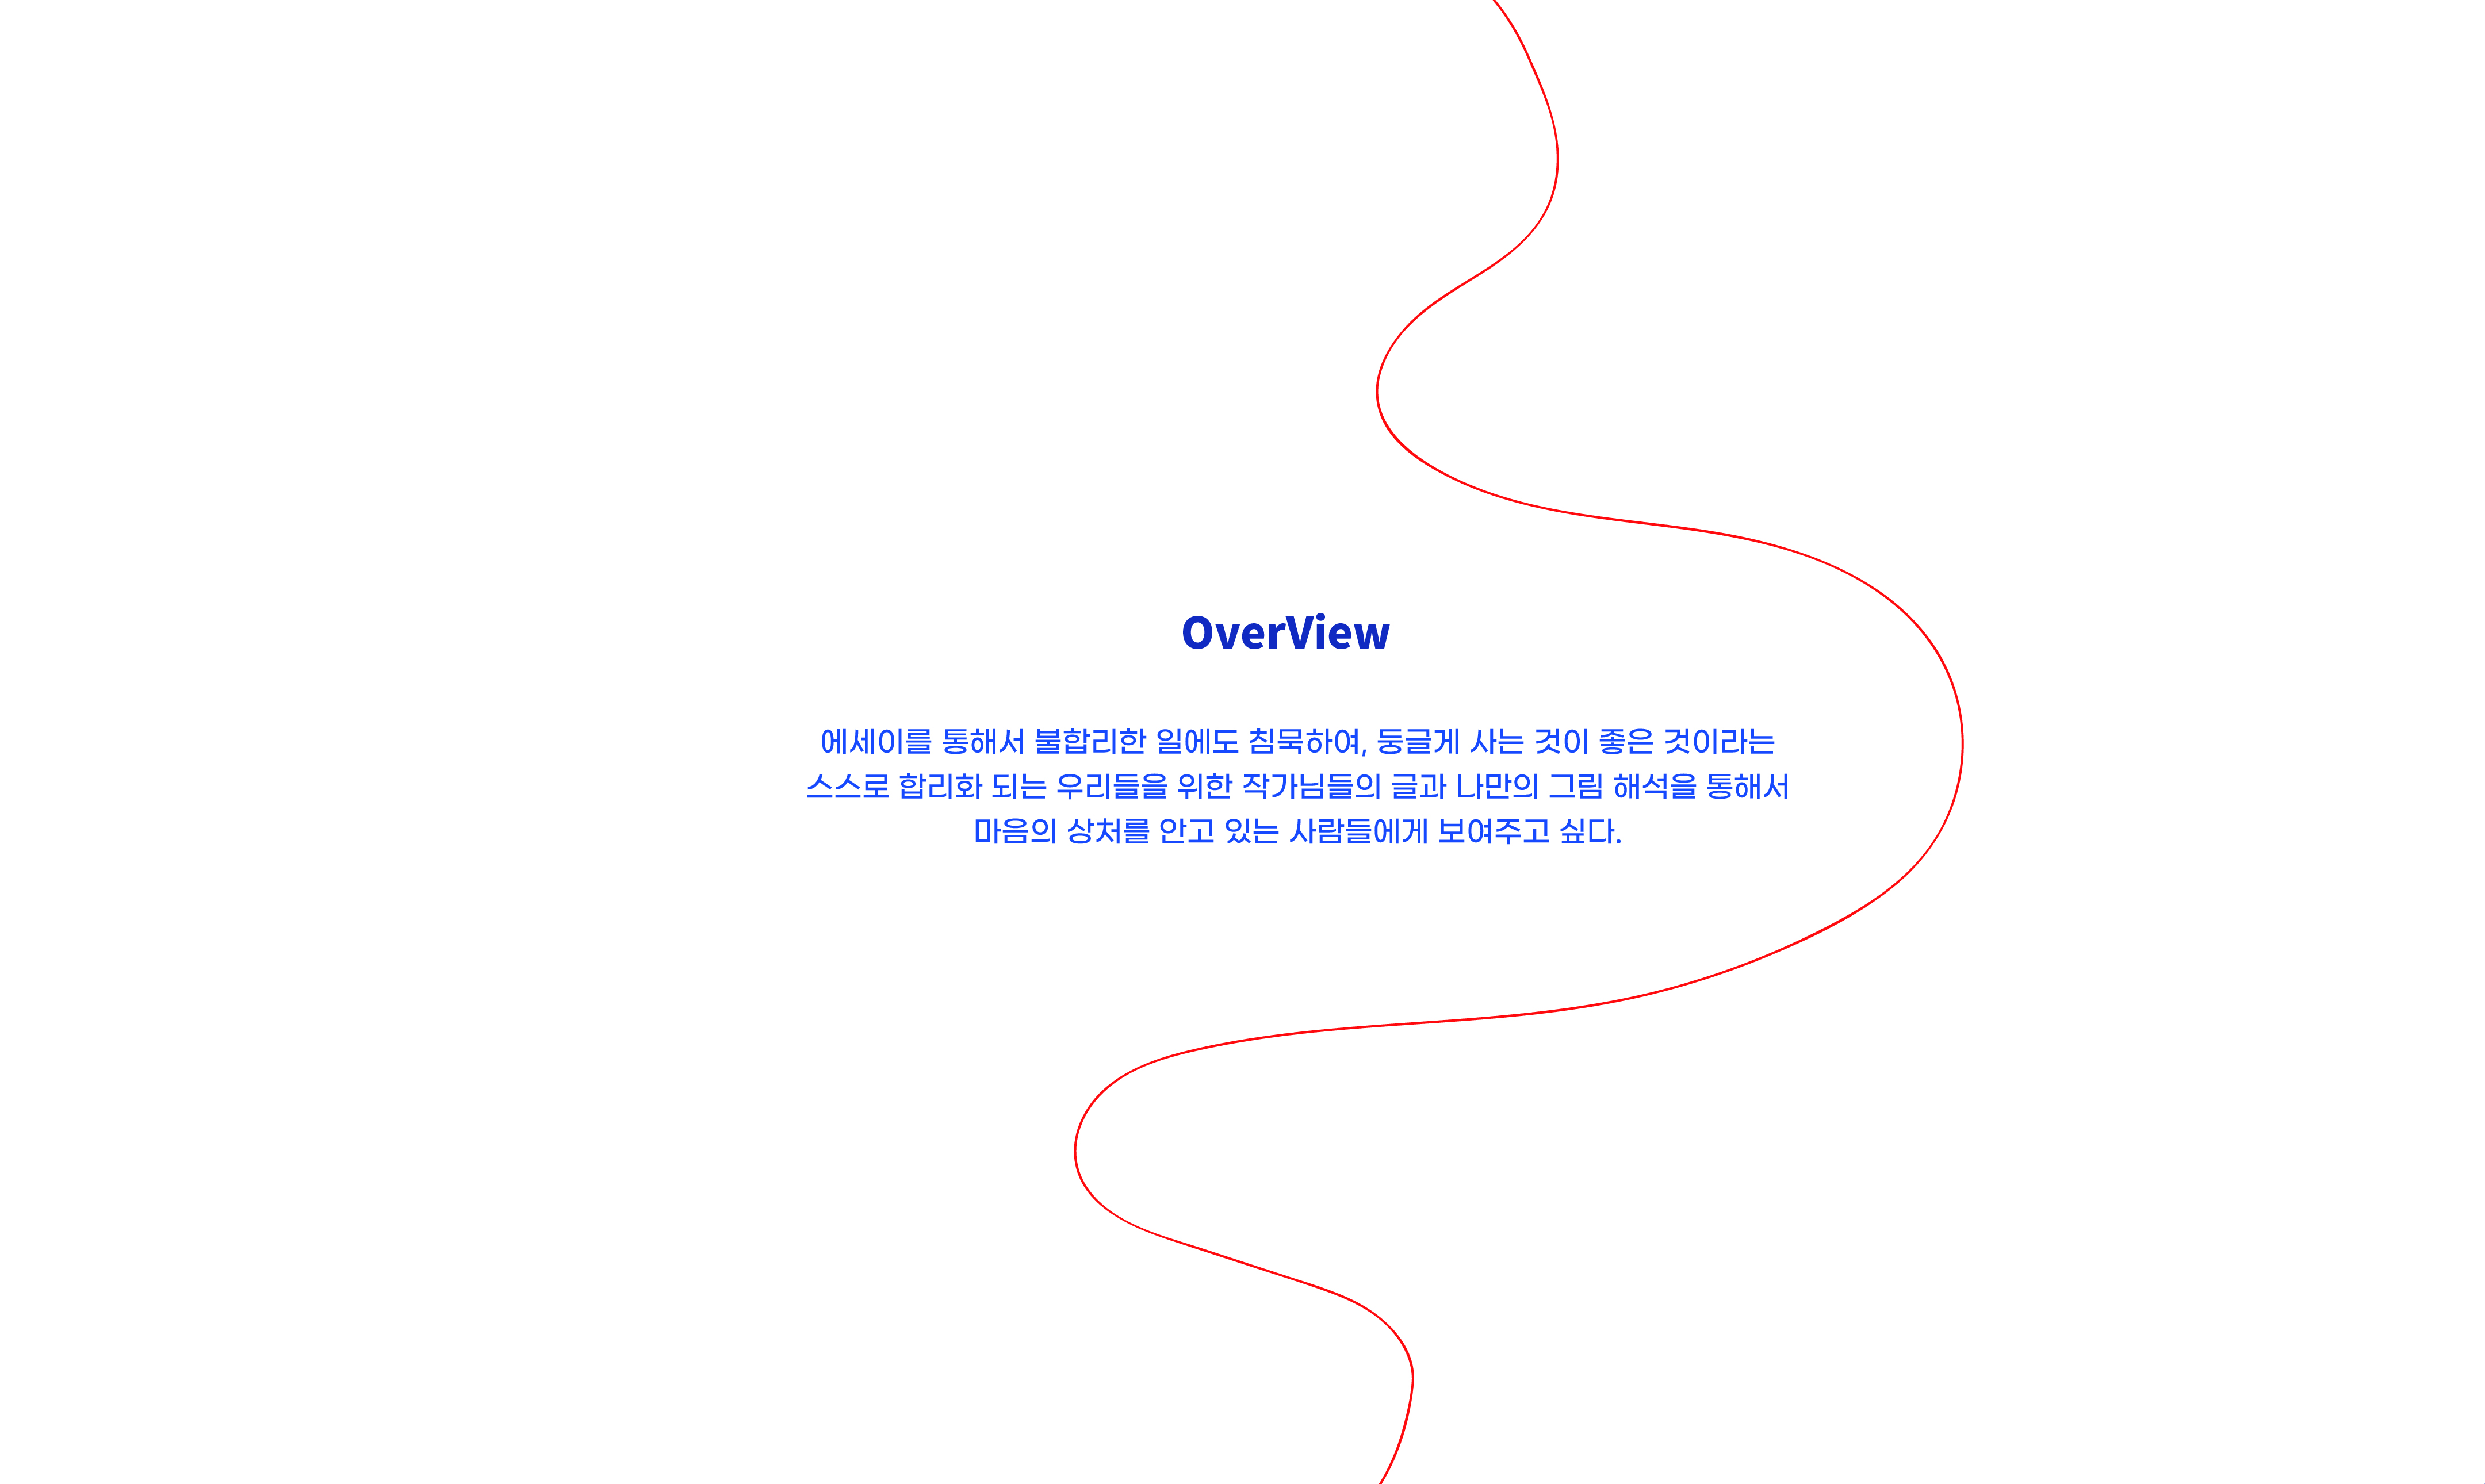 OverView
에세이를 통해서 불합리한 일에도 침묵하여, 둥글게 사는 것이 좋은 것이라는
스스로 합리화 되는 우리들을 위한 작가님들의 글과 나만의 그림 해석을 통해서
마음의 상처를 안고 있는 사람들에게 보여주고 싶다.